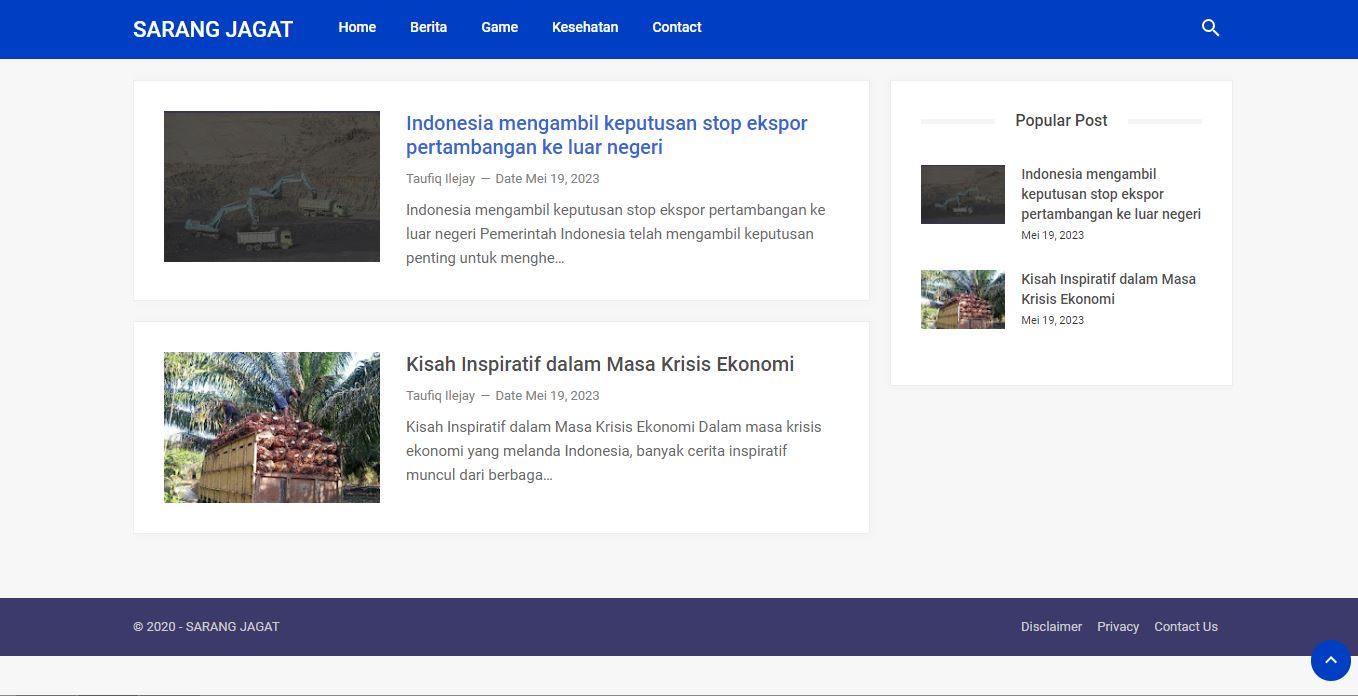 SARANG JAGAT
Home
Berita
Game
Kesehatan
Contact
Indonesia mengambil keputusan stop ekspor
pertambangan ke luar negeri
Taufiq Ilejay — Date Mei 19, 2023
Indonesia mengambil keputusan stop ekspor pertambangan ke
luar negeri Pemerintah Indonesia telah mengambil keputusan
penting untuk menghe…
Kisah Inspiratif dalam Masa Krisis Ekonomi
Taufiq Ilejay — Date Mei 19, 2023
Kisah Inspiratif dalam Masa Krisis Ekonomi Dalam masa krisis
ekonomi yang melanda Indonesia, banyak cerita inspiratif
muncul dari berbaga…
Popular Post
Indonesia mengambil
keputusan stop ekspor
pertambangan ke luar negeri
Mei 19, 2023
Kisah Inspiratif dalam Masa
Krisis Ekonomi
Mei 19, 2023
© 2020 - SARANG JAGAT
Disclaimer
Privacy
Contact Us